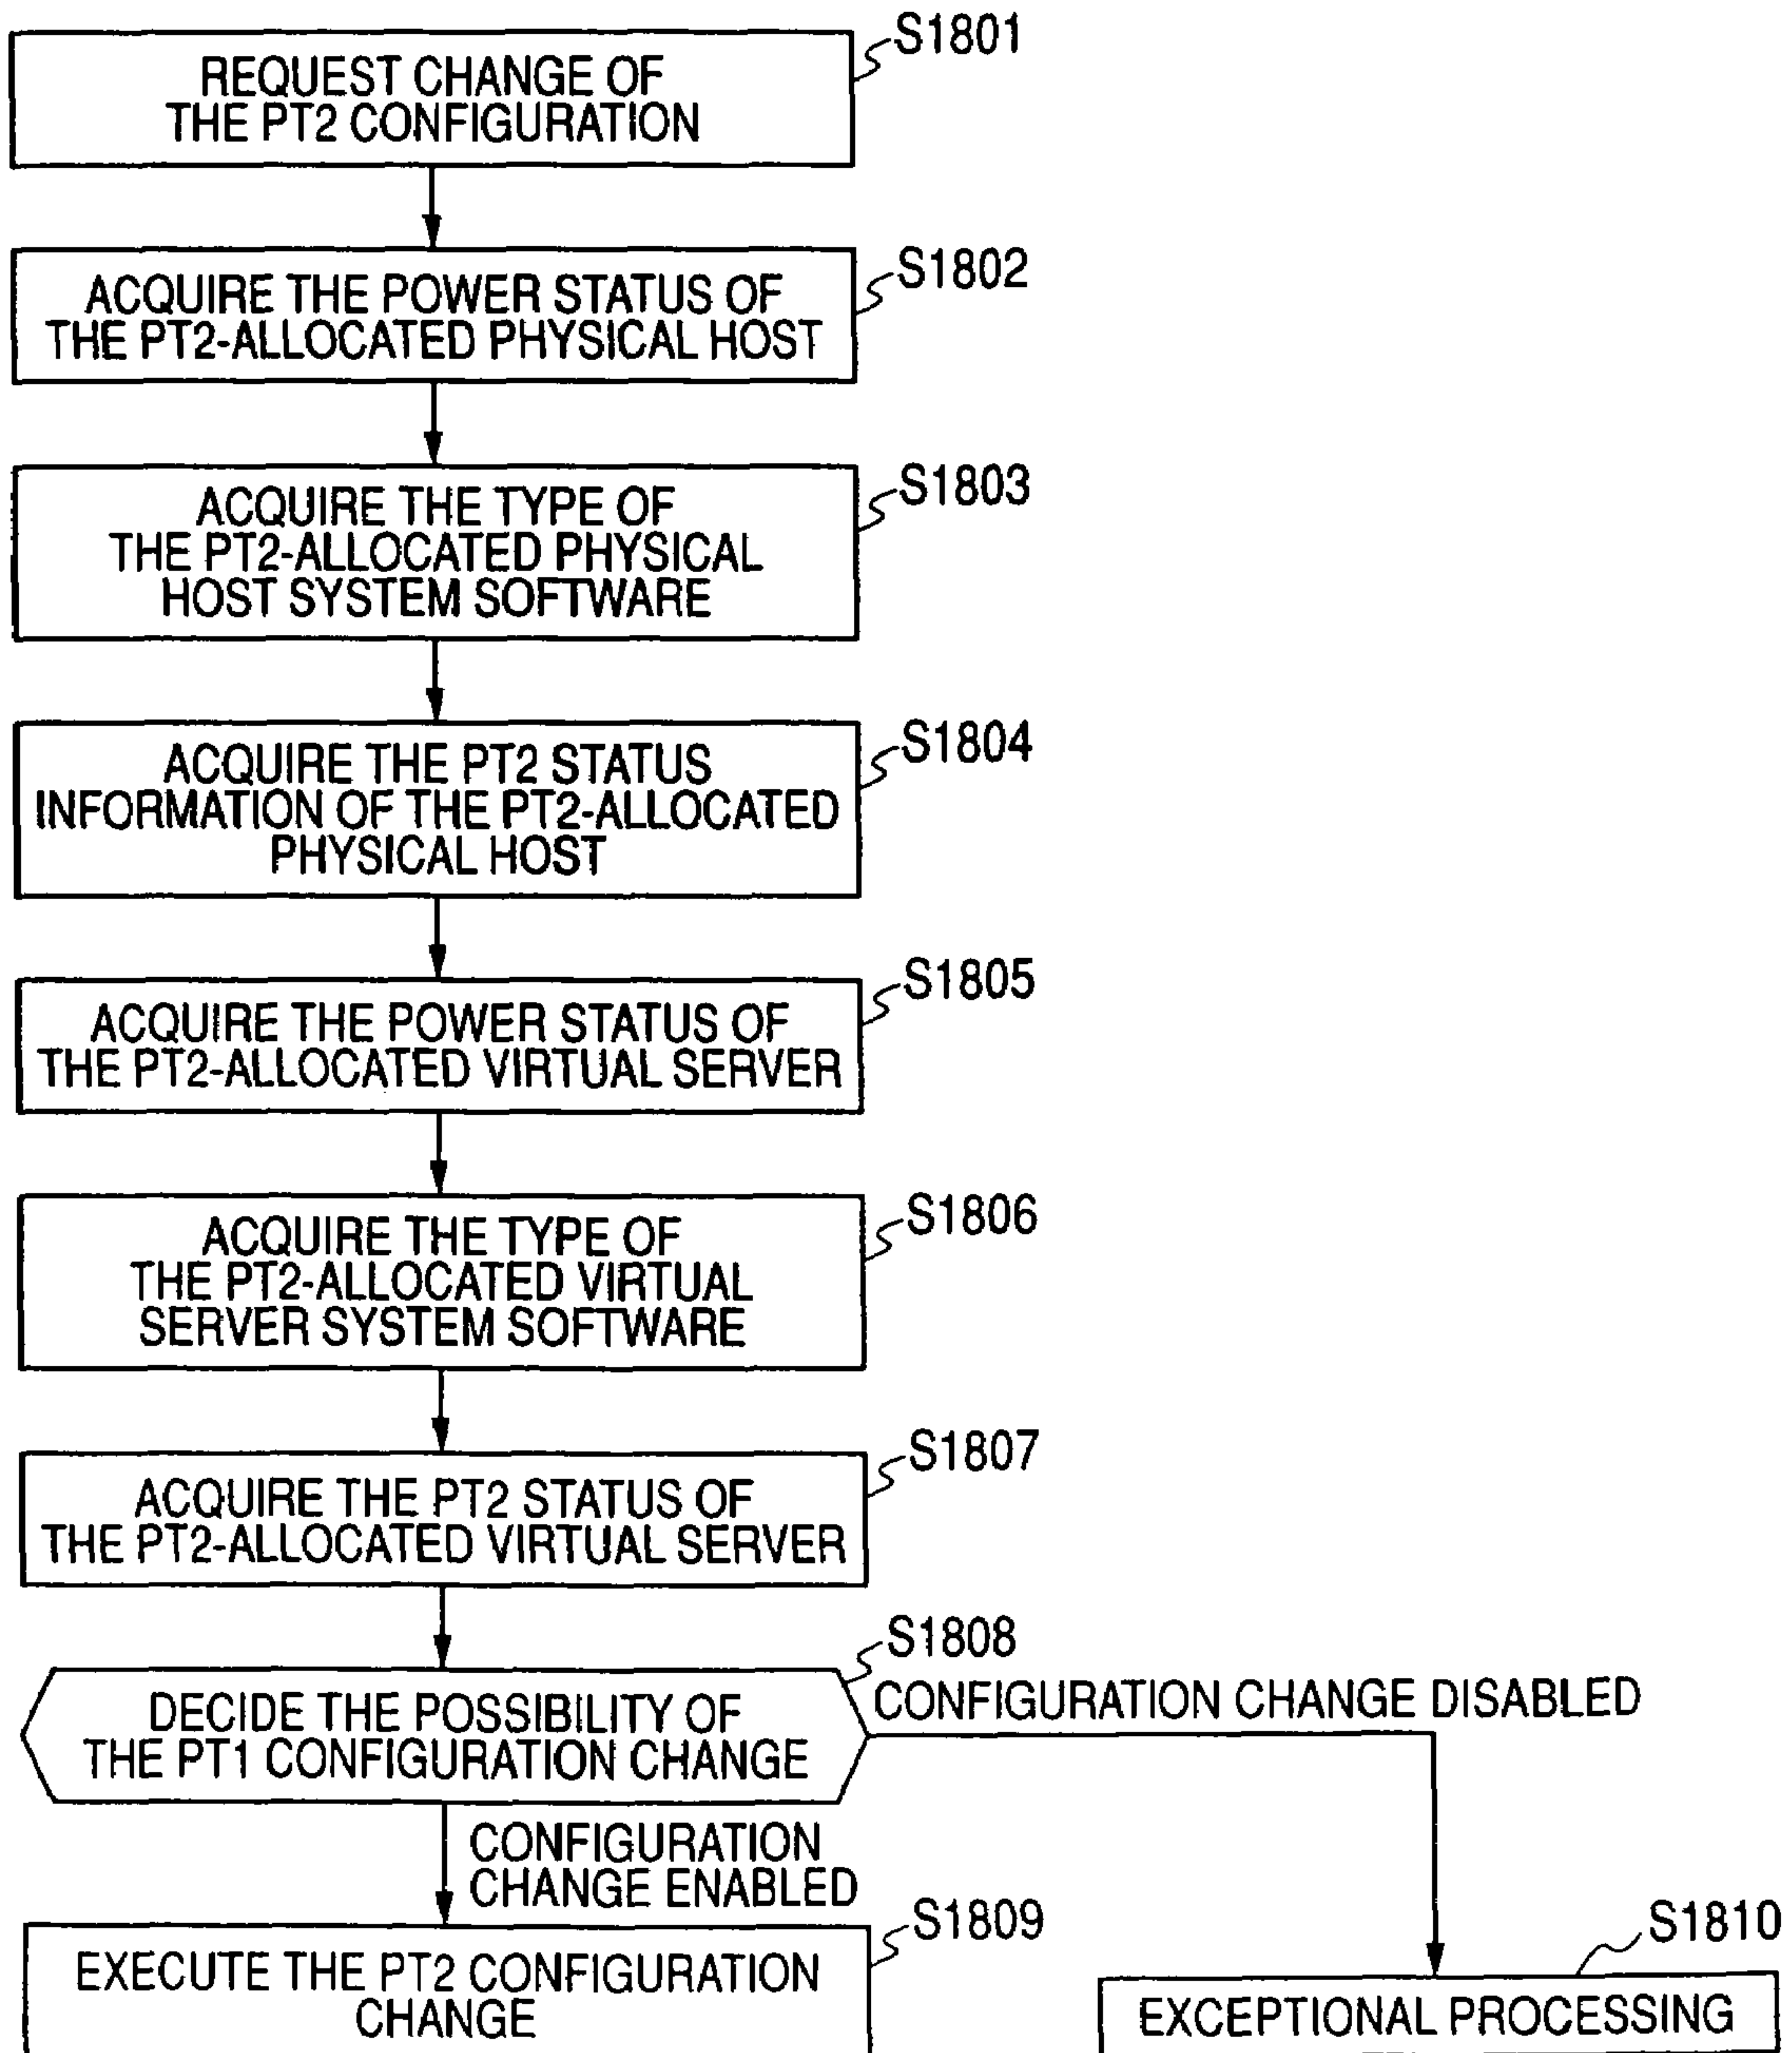 S1801
REQUEST CHANGE OF
THE PT2 CONFIGURATION
S1802
ACQUIRE THE POWER STATUS OF
THE PT2-ALLOCATED PHYSICAL HOST
S1803
ACQUIRE THE TYPE OF
THE PT2-ALLOCATED PHYSICAL
HOST SYSTEM SOFTWARE
S1804
ACQUIRE THE PT2 STATUS
INFORMATION OF THE PT2-ALLOCATED
PHYSICAL HOST
S1805
ACQUIRE THE POWER STATUS OF
THE PT2-ALLOCATED VIRTUAL SERVER
S1806
ACQUIRE THE TYPE OF
THE PT2-ALLOCATED VIRTUAL
SERVER SYSTEM SOFTWARE
S1807
ACQUIRE THE PT2 STATUS OF
THE PT2-ALLOCATED VIRTUAL SERVER
S1808
DECIDE THE POSSIBILITY OF
THE PT1 CONFIGURATION CHANGE
CONFIGURATION CHANGE DISABLED
CONFIGURATION
CHANGE ENABLED
S1809
EXECUTE THE PT2 CONFIGURATION
CHANGE
S1810
EXCEPTIONAL PROCESSING